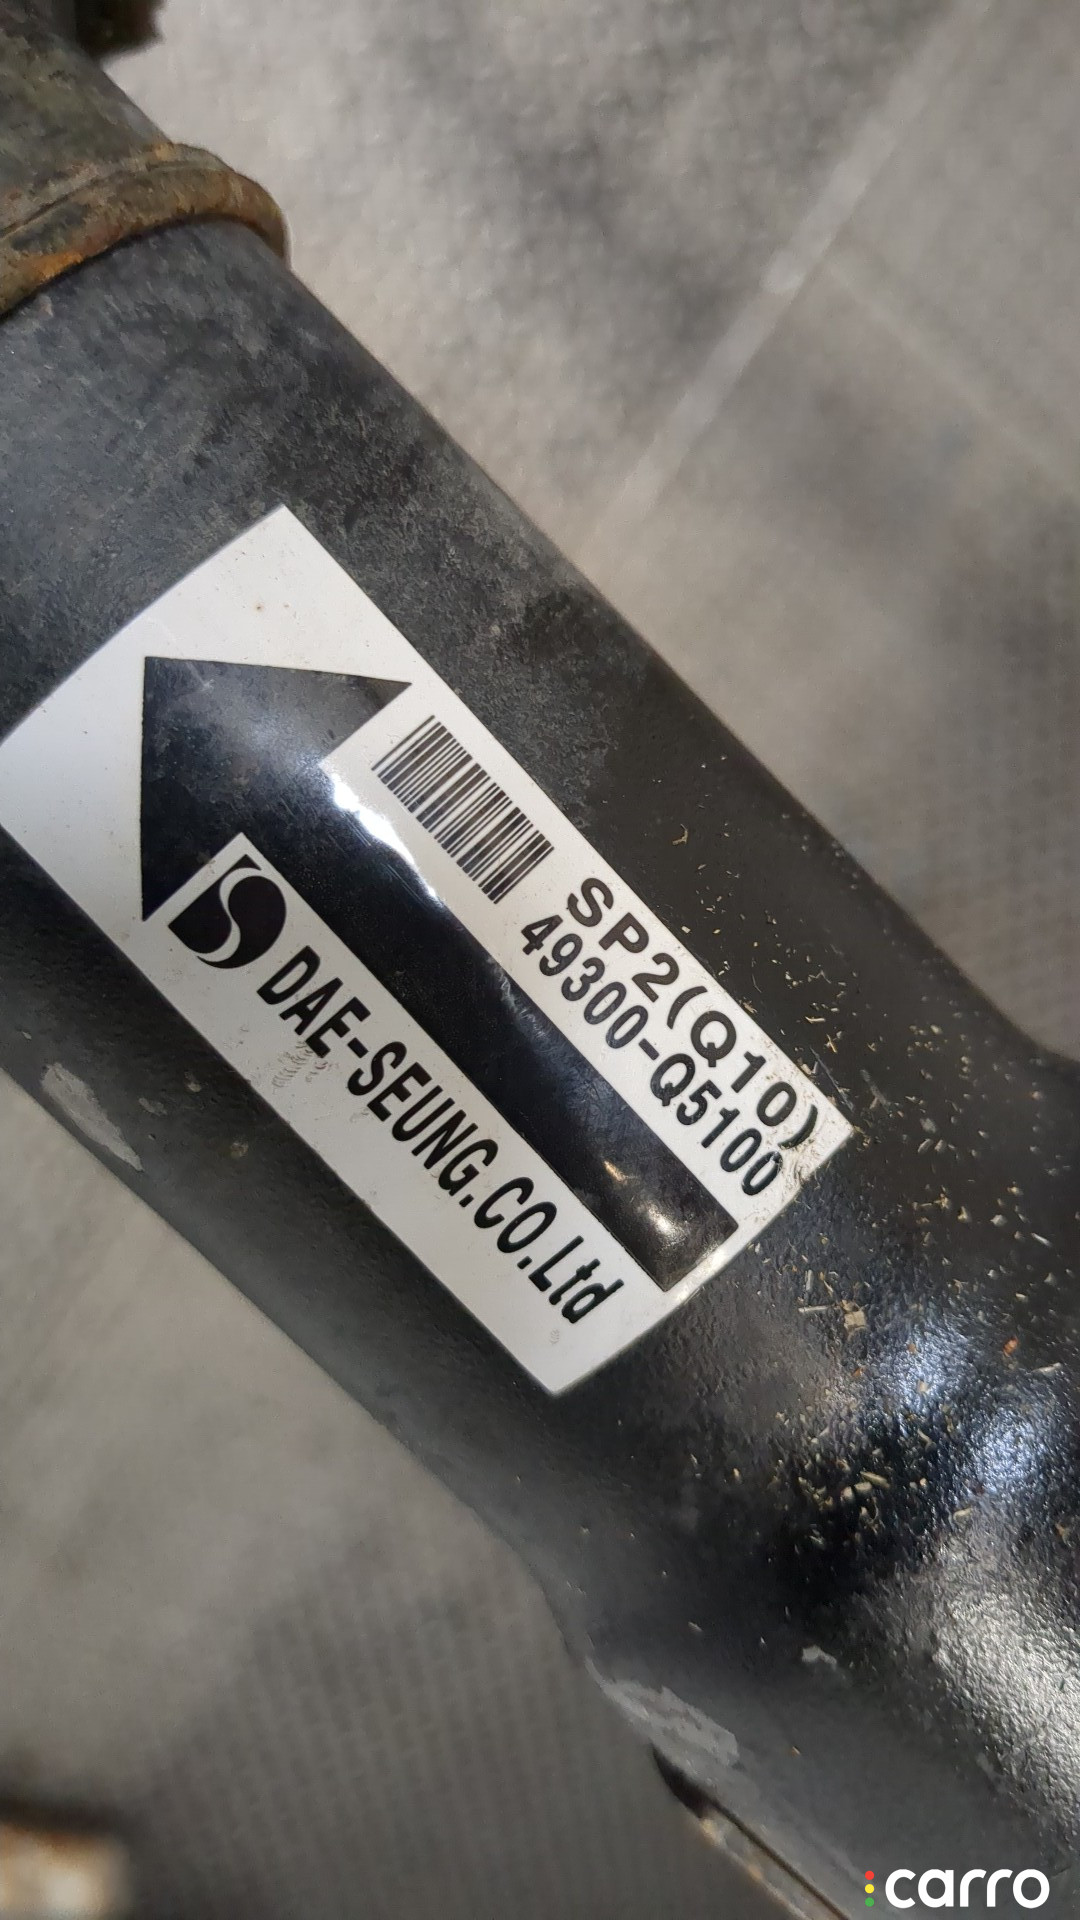 SP2(Q10)
49300-Q5100
DAE-SEUNG.CO.Ltd
carro